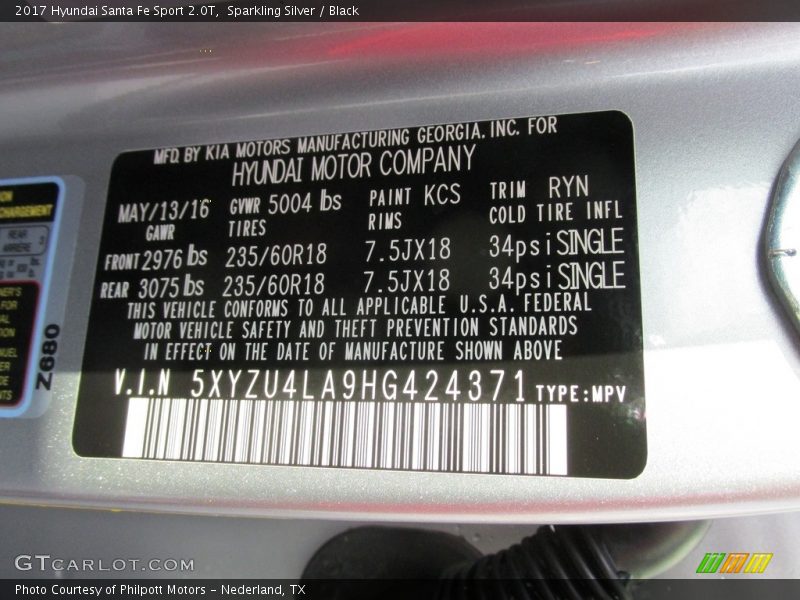 2017 Hyundai Santa Fe Sport 2.0T,  Sparkling Silver / Black
MFD. BY KIA MOTORS MANUFACTURING GEORGIA. INC. FOR
HYUNDAI MOTOR COMPANY
MAY/13/16 GVWR 5004 lbs PAINT KCS TRIM RYN
GAWR TIRES RIMS COLD TIRE INFL
FRONT 2976 lbs 235/60R18 7.5JX18 34psi SINGLE
REAR 3075 lbs 235/60R18 7.5JX18 34psi SINGLE
THIS VEHICLE CONFORMS TO ALL APPLICABLE U.S.A. FEDERAL
MOTOR VEHICLE SAFETY AND THEFT PREVENTION STANDARDS
IN EFFECT ON THE DATE OF MANUFACTURE SHOWN ABOVE
V.I.N 5XYZU4LA9HG424371 TYPE:MPV
REAR
ARRIERE
Z680
GTCARLOT.COM
Photo Courtesy of Philpott Motors - Nederland, TX